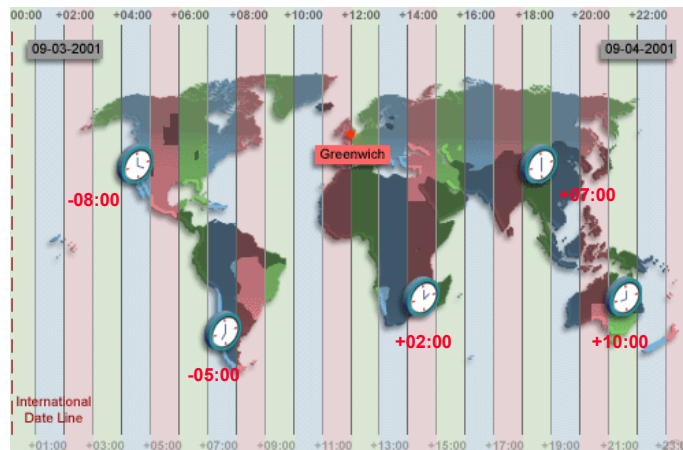 00:00 +02:00 +04:00 +06:00 +08:00 +10:00 +12:00 +14:00 +16:00 +18:00 +20:00 +22:00
09-03-2001 09-04-2001
Greenwich
-08:00 +07:00
+02:00 +10:00
-05:00
International
Date Line
+01:00 +03:00 +05:00 +07:00 +09:00 +11:00 +13:00 +15:00 +17:00 +19:00 +21:00 +23:00